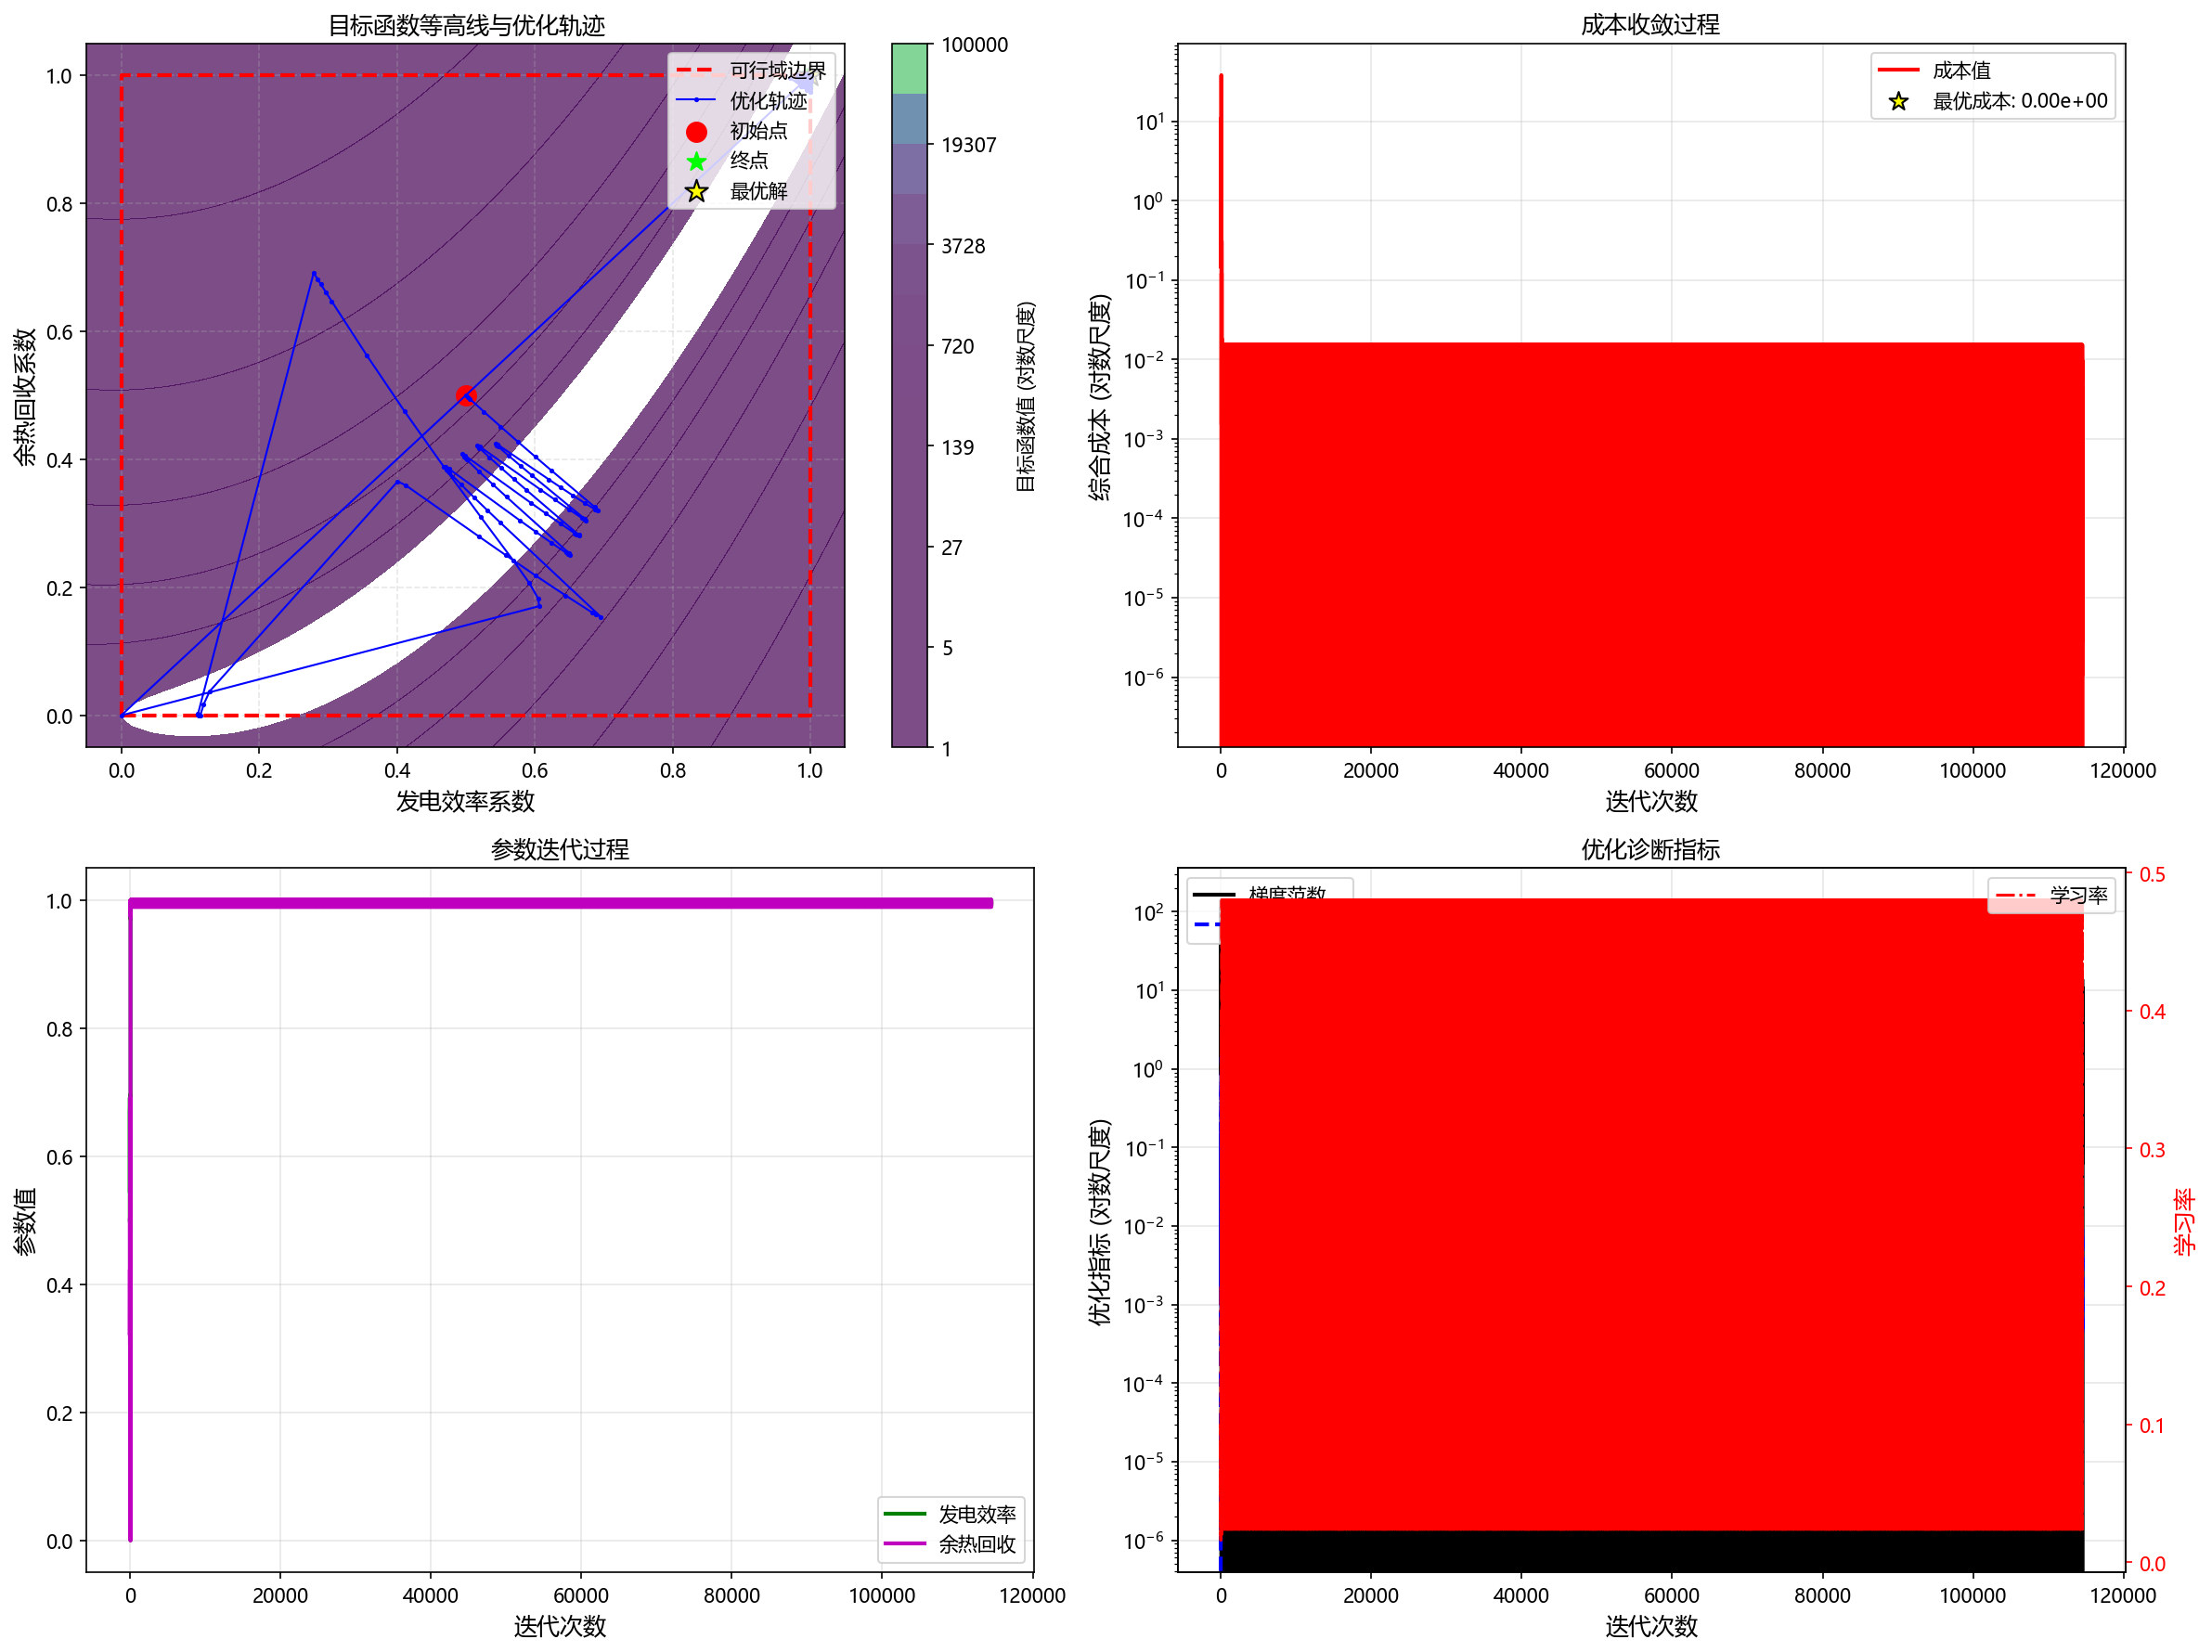 目标函数等高线与优化轨迹
1.0
0.8
0.6
0.4
0.2
0.0
余热回收系数
0.0 0.2 0.4 0.6 0.8 1.0
发电效率系数
可行域边界
优化轨迹
初始点
终点
最优解
100000
19307
3728
720
139
27
5
1
目标函数值 (对数尺度)
成本收敛过程
成本值
最优成本: 0.00e+00
10¹
10⁰
10⁻¹
10⁻²
10⁻³
10⁻⁴
10⁻⁵
10⁻⁶
综合成本 (对数尺度)
0 20000 40000 60000 80000 100000 120000
迭代次数
参数迭代过程
1.0
0.8
0.6
0.4
0.2
0.0
参数值
发电效率
余热回收
0 20000 40000 60000 80000 100000 120000
迭代次数
优化诊断指标
梯度范数
学习率
10²
10¹
10⁰
10⁻¹
10⁻²
10⁻³
10⁻⁴
10⁻⁵
10⁻⁶
优化指标 (对数尺度)
0.5
0.4
0.3
0.2
0.1
0.0
学习率
0 20000 40000 60000 80000 100000 120000
迭代次数